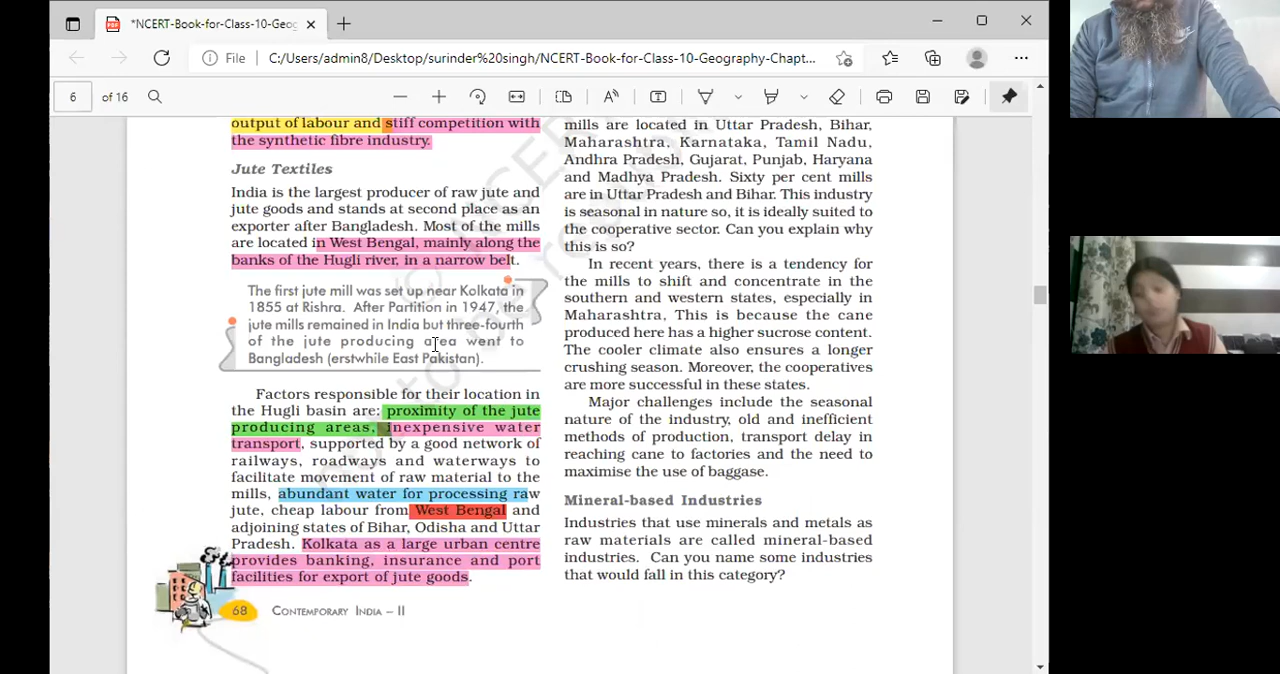 *NCERT-Book-for-Class-10-Geog
File
C:/Users/admin8/Desktop/surinder%20singh/NCERT-Book-for-Class-10-Geography-Chapt...
6 of 16
output of labour and stiff competition with
the synthetic fibre industry.
Jute Textiles
India is the largest producer of raw jute and
jute goods and stands at second place as an
exporter after Bangladesh. Most of the mills
are located in West Bengal, mainly along the
banks of the Hugli river, in a narrow belt.
The first jute mill was set up near Kolkata in
1855 at Rishra. After Partition in 1947, the
jute mills remained in India but three-fourth
of the jute producing area went to
Bangladesh (erstwhile East Pakistan).
Factors responsible for their location in
the Hugli basin are: proximity of the jute
producing areas, inexpensive water
transport, supported by a good network of
railways, roadways and waterways to
facilitate movement of raw material to the
mills, abundant water for processing raw
jute, cheap labour from West Bengal and
adjoining states of Bihar, Odisha and Uttar
Pradesh. Kolkata as a large urban centre
provides banking, insurance and port
facilities for export of jute goods.
68 CONTEMPORARY INDIA – II
mills are located in Uttar Pradesh, Bihar,
Maharashtra, Karnataka, Tamil Nadu,
Andhra Pradesh, Gujarat, Punjab, Haryana
and Madhya Pradesh. Sixty per cent mills
are in Uttar Pradesh and Bihar. This industry
is seasonal in nature so, it is ideally suited to
the cooperative sector. Can you explain why
this is so?
In recent years, there is a tendency for
the mills to shift and concentrate in the
southern and western states, especially in
Maharashtra, This is because the cane
produced here has a higher sucrose content.
The cooler climate also ensures a longer
crushing season. Moreover, the cooperatives
are more successful in these states.
Major challenges include the seasonal
nature of the industry, old and inefficient
methods of production, transport delay in
reaching cane to factories and the need to
maximise the use of baggase.
Mineral-based Industries
Industries that use minerals and metals as
raw materials are called mineral-based
industries. Can you name some industries
that would fall in this category?